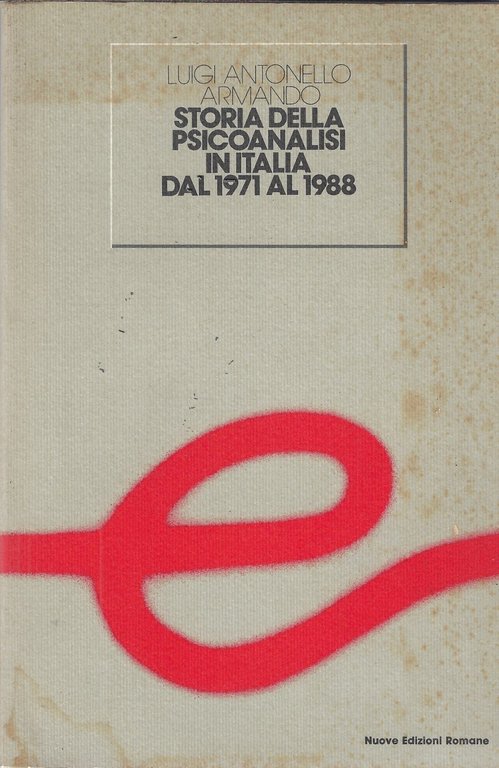 LUIGI ANTONELLO
ARMANDO
STORIA DELLA
PSICOANALISI
IN ITALIA
DAL 1971 AL 1988
e
Nuove Edizioni Romane